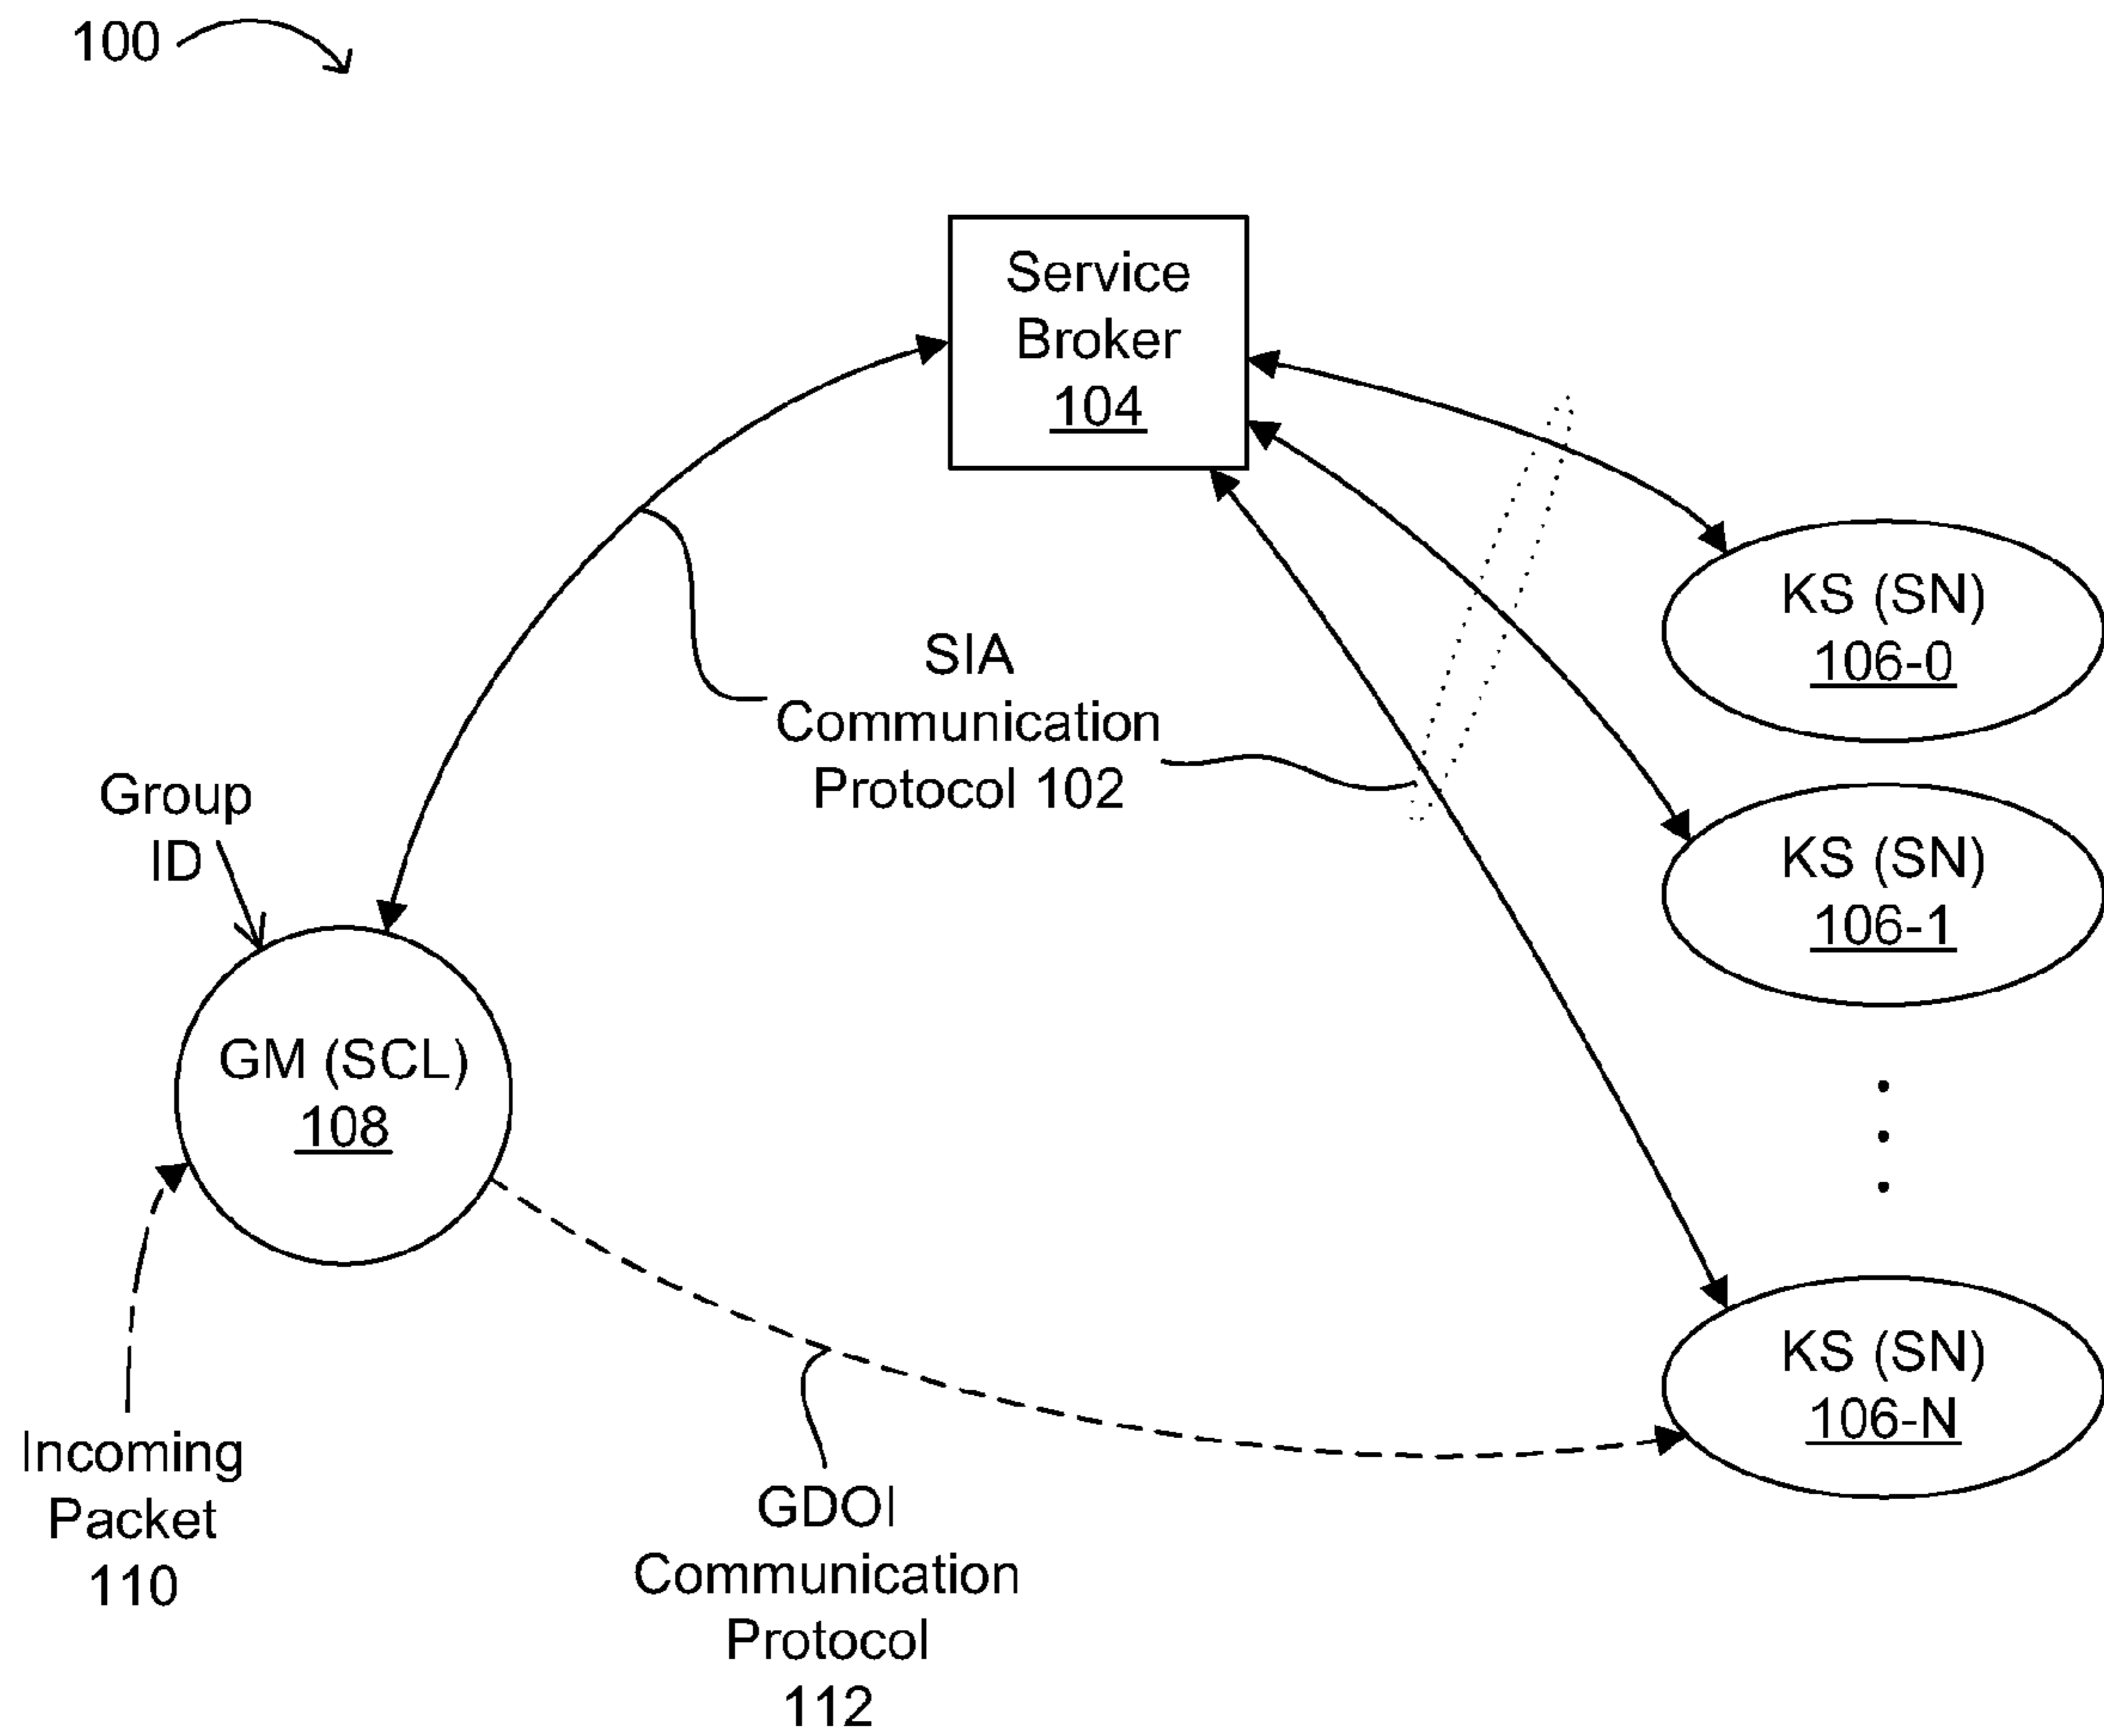 100
Service
Broker
104
KS (SN)
106-0
SIA
Communication
Protocol 102
Group
ID
KS (SN)
106-1
GM (SCL)
108
KS (SN)
106-N
Incoming
Packet
110
GDOI
Communication
Protocol
112